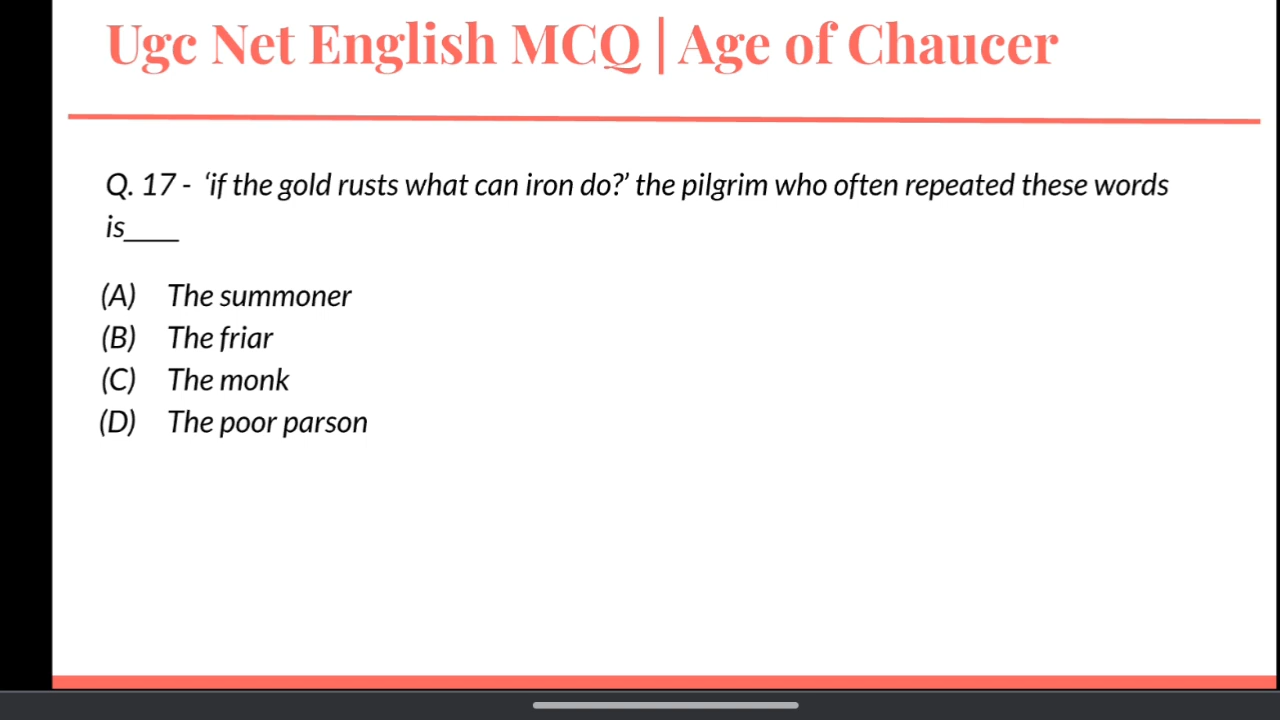 Ugc Net English MCQ | Age of Chaucer
Q. 17 - ‘if the gold rusts what can iron do?’ the pilgrim who often repeated these words
is____
(A) The summoner
(B) The friar
(C) The monk
(D) The poor parson